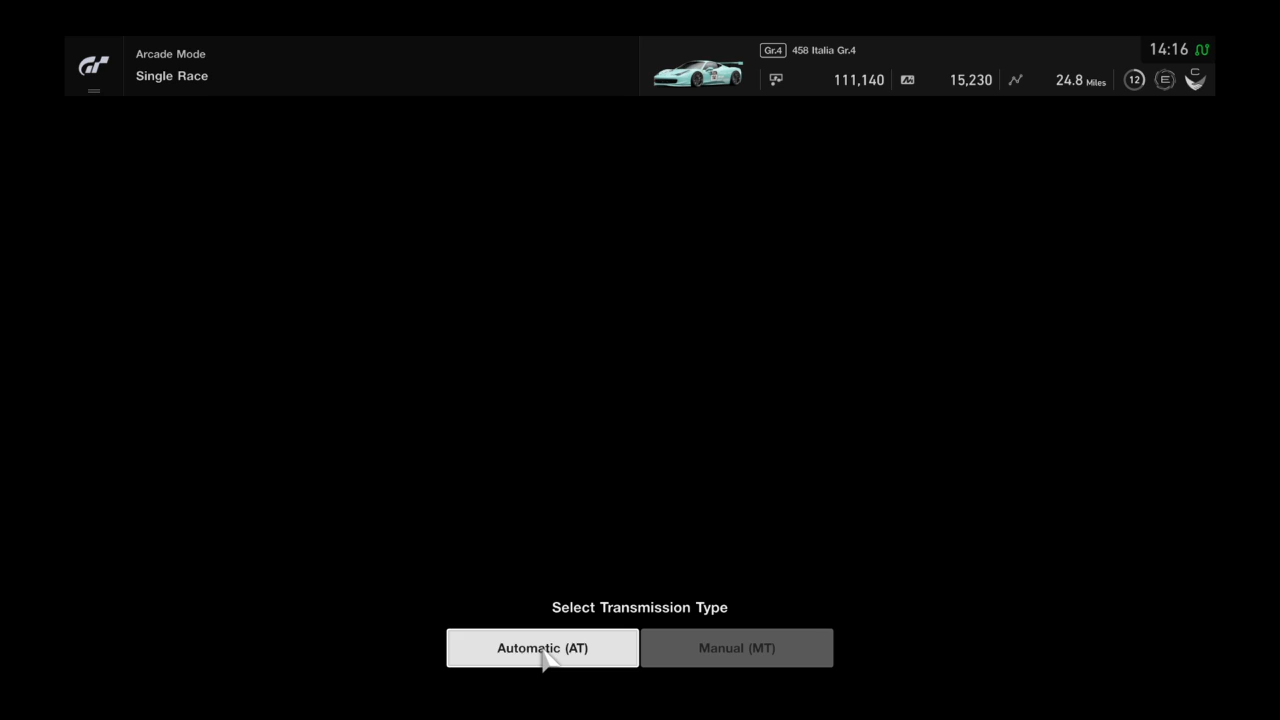 Arcade Mode
Single Race
Gr.4 458 Italia Gr.4
14:16
111,140 15,230 24.8 Miles 12 E C
Select Transmission Type
Automatic (AT) Manual (MT)